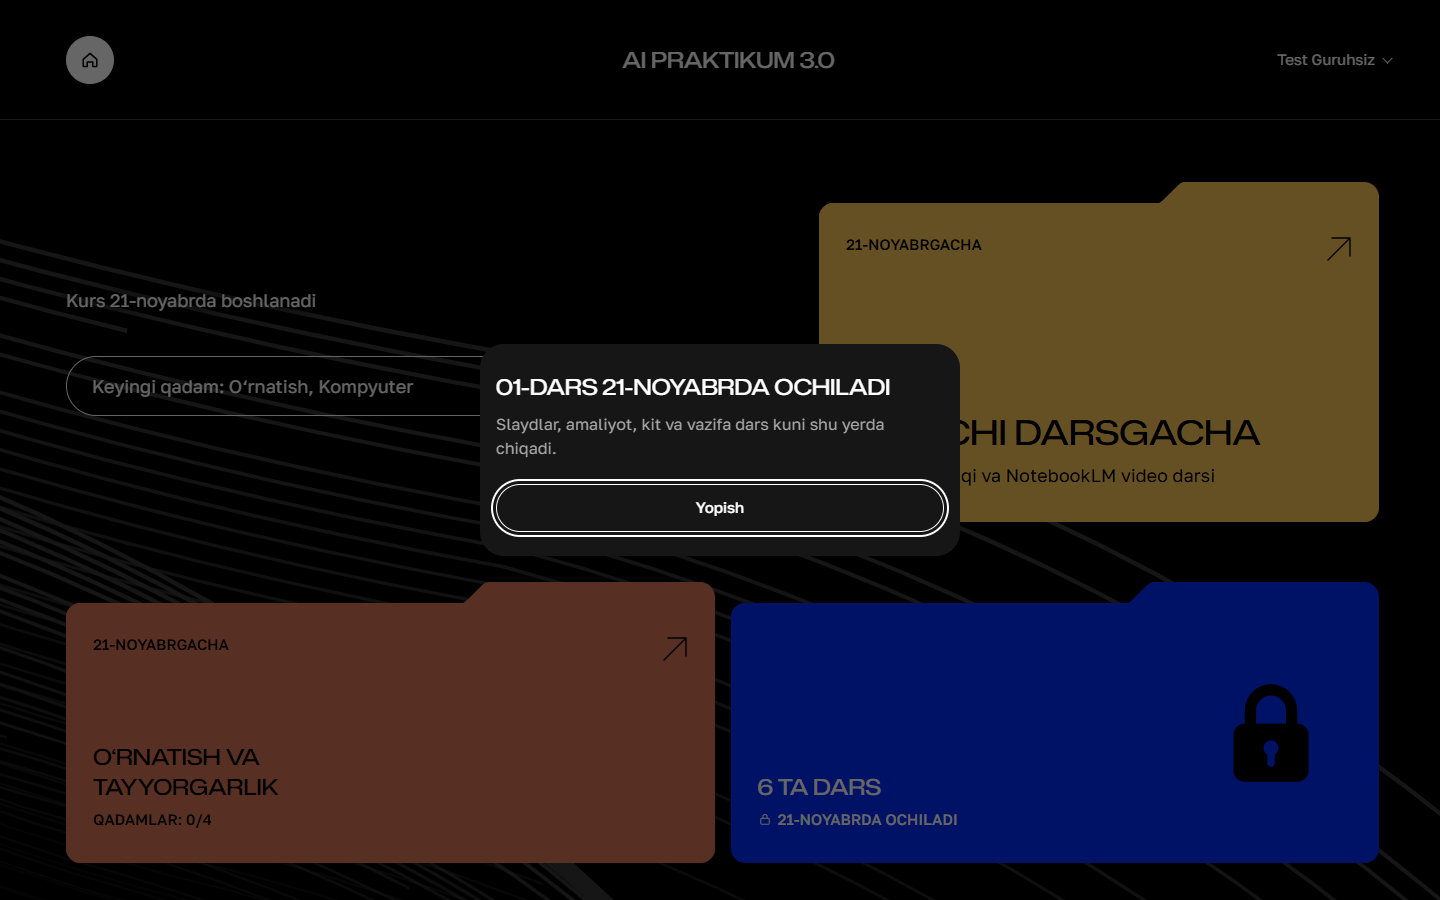 AI PRAKTIKUM 3.0
Test Guruhsiz
21-NOYABRGACHA
Kurs 21-noyabrda boshlanadi
Keyingi qadam: O‘rnatish, Kompyuter
01-DARS 21-NOYABRDA OCHILADI
Slaydlar, amaliyot, kit va vazifa dars kuni shu yerda
chiqadi.
Yopish
CHI DARSGACHA
qi va NotebookLM video darsi
21-NOYABRGACHA
O‘RNATISH VA
TAYYORGARLIK
QADAMLAR: 0/4
6 TA DARS
21-NOYABRDA OCHILADI